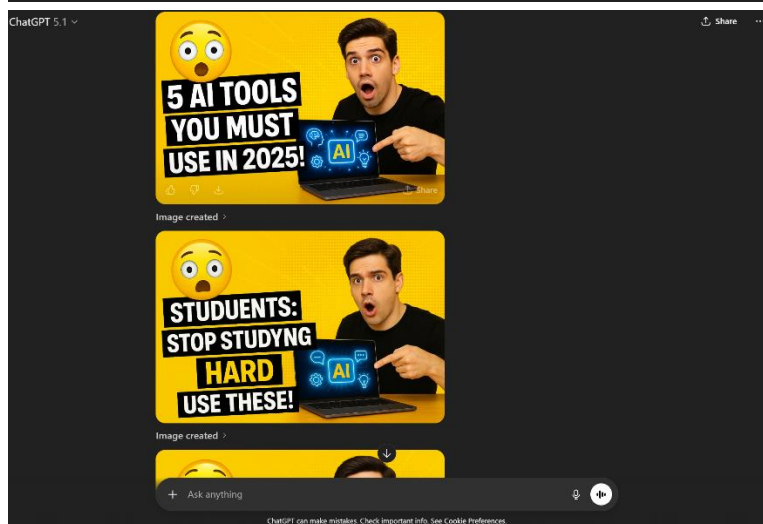 ChatGPT 5.1
Share
5 AI TOOLS
YOU MUST
USE IN 2025!
AI
Share
Image created >
STUDUENTS:
STOP STUDYNG
HARD
USE THESE!
AI
Image created >
Ask anything
ChatGPT can make mistakes. Check important info. See Cookie Preferences.